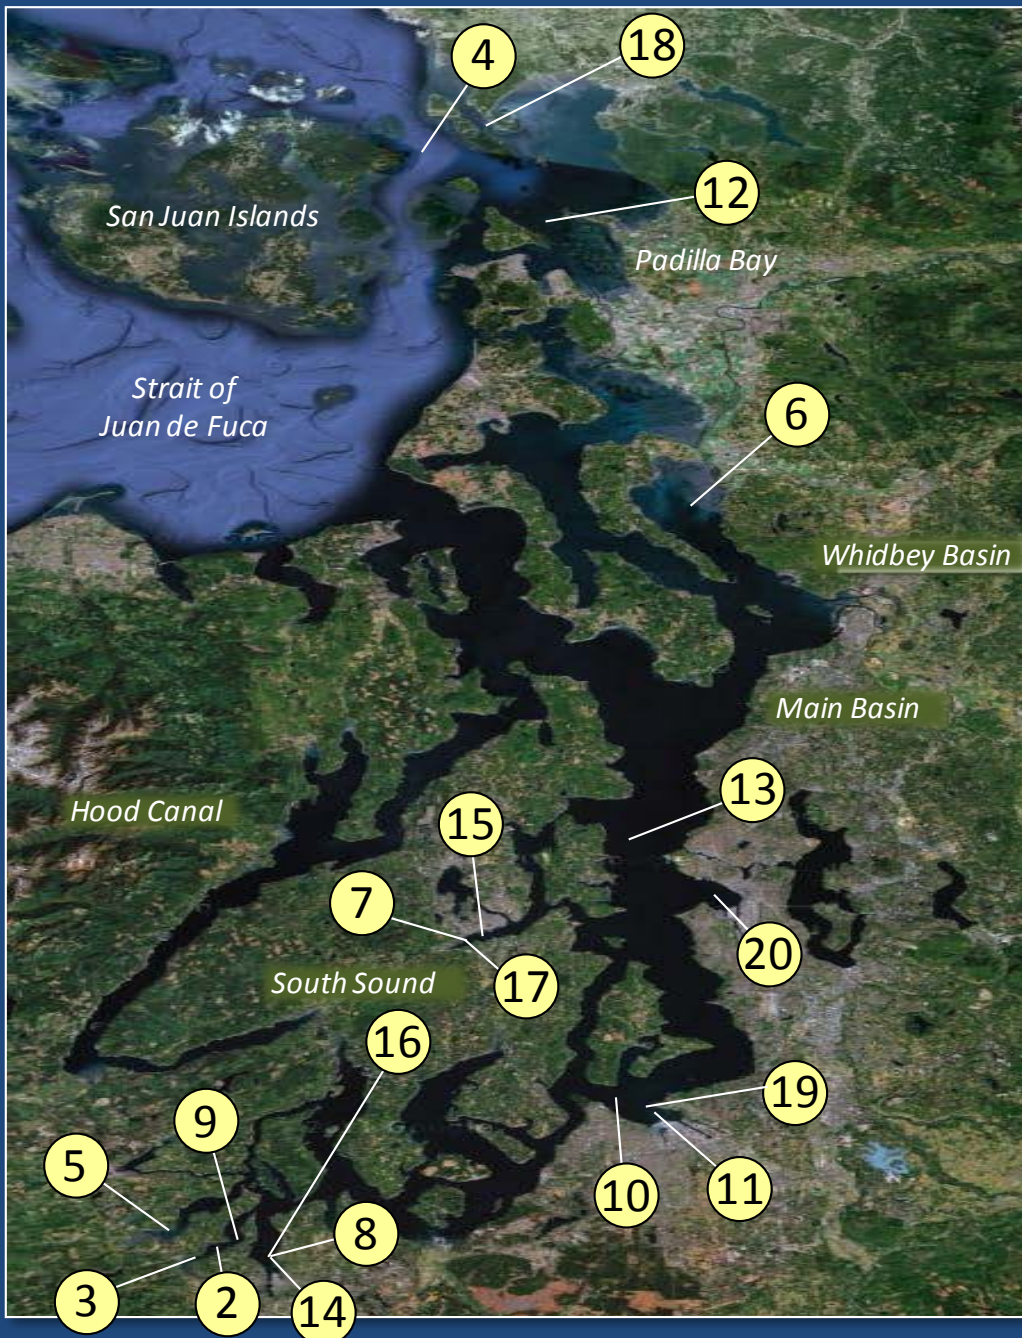 4
18
12
San Juan Islands
Padilla Bay
Strait of
Juan de Fuca
6
Whidbey Basin
Main Basin
13
Hood Canal
15
7
20
South Sound
17
16
19
9
5
10
11
8
3
2
14